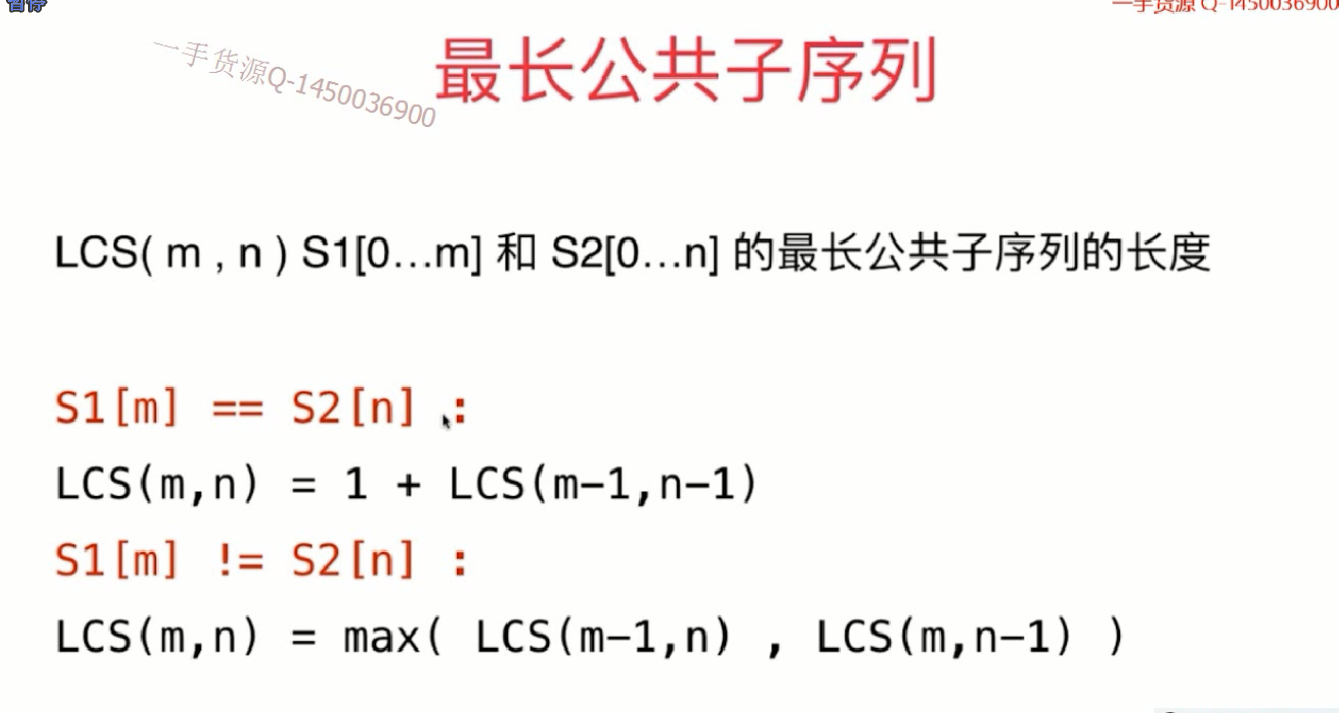 暂停
一手货源 Q-1450036900
一手货源Q-1450036900
最长公共子序列
LCS( m , n ) S1[0...m] 和 S2[0...n] 的最长公共子序列的长度
S1[m] == S2[n] :
LCS(m,n) = 1 + LCS(m-1,n-1)
S1[m] != S2[n] :
LCS(m,n) = max( LCS(m-1,n) , LCS(m,n-1) )